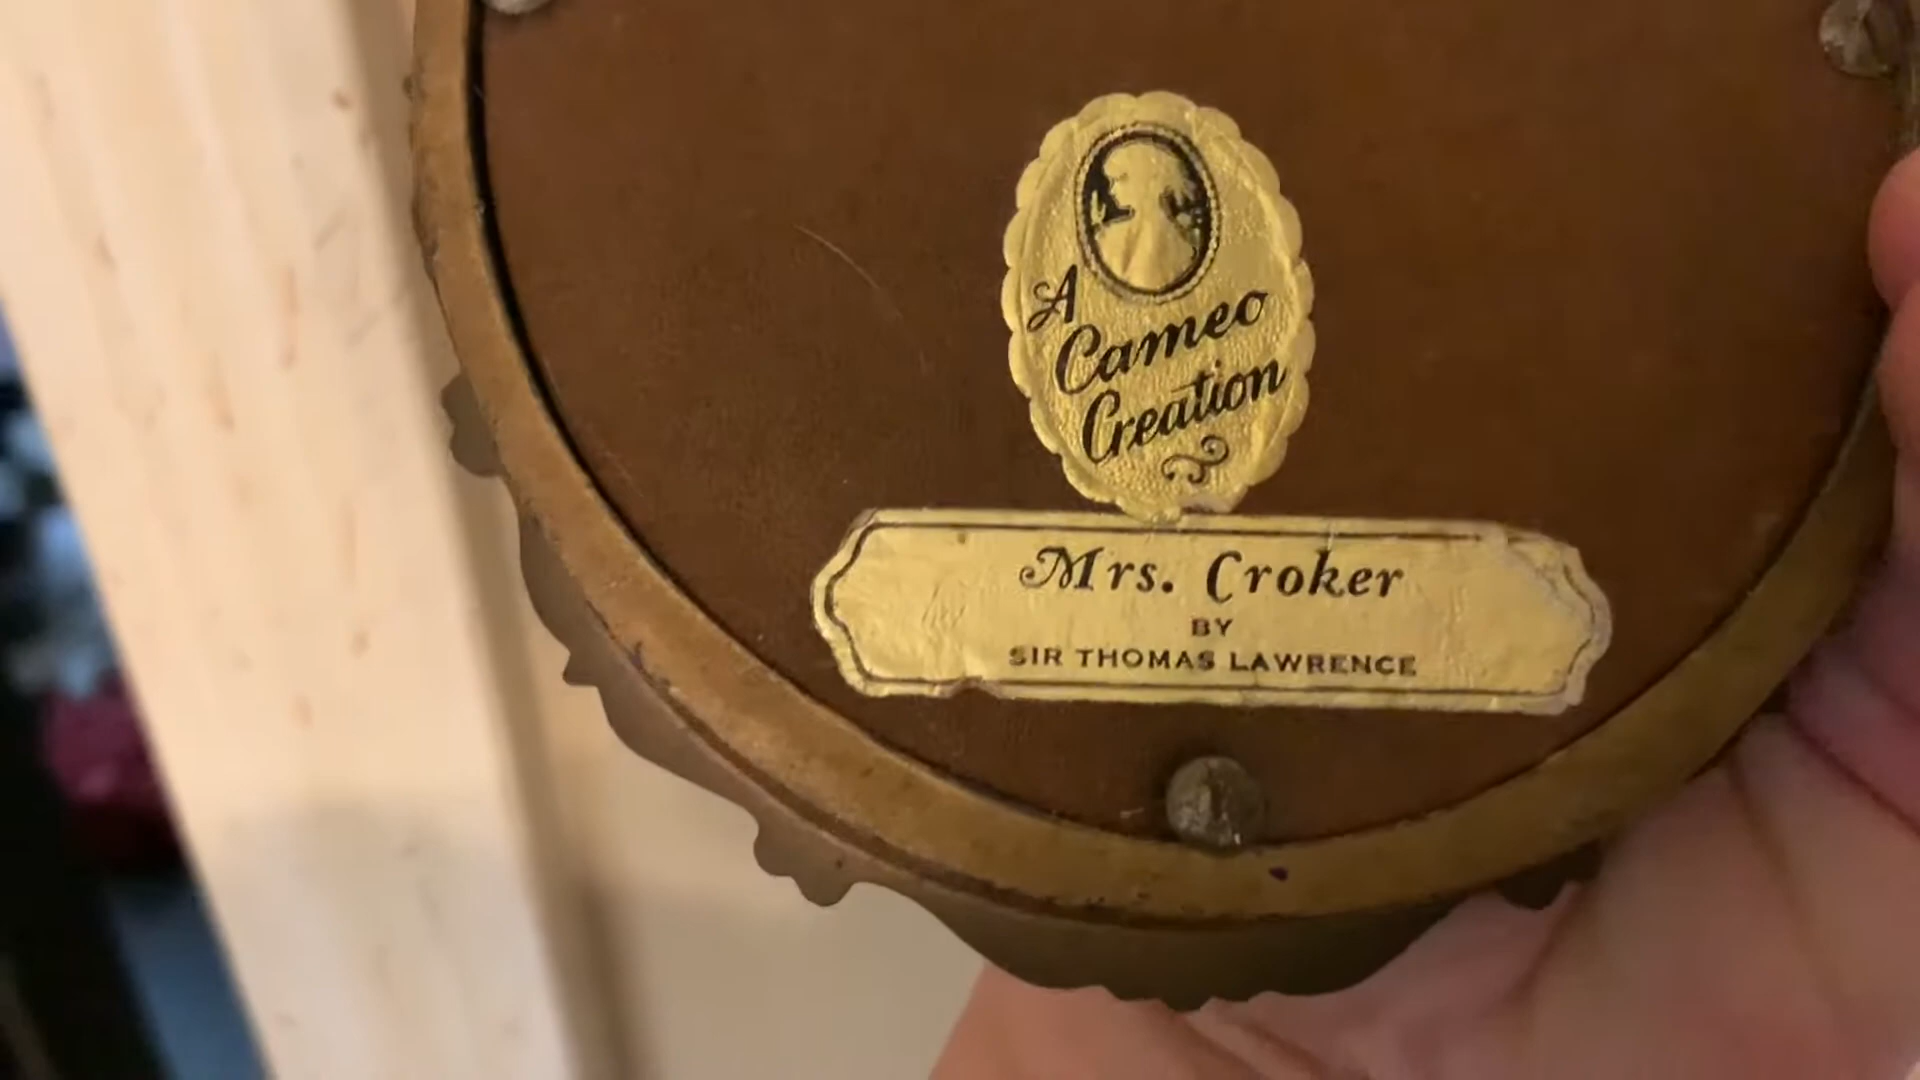 A
Cameo
Creation
Mrs. Croker
BY
SIR THOMAS LAWRENCE